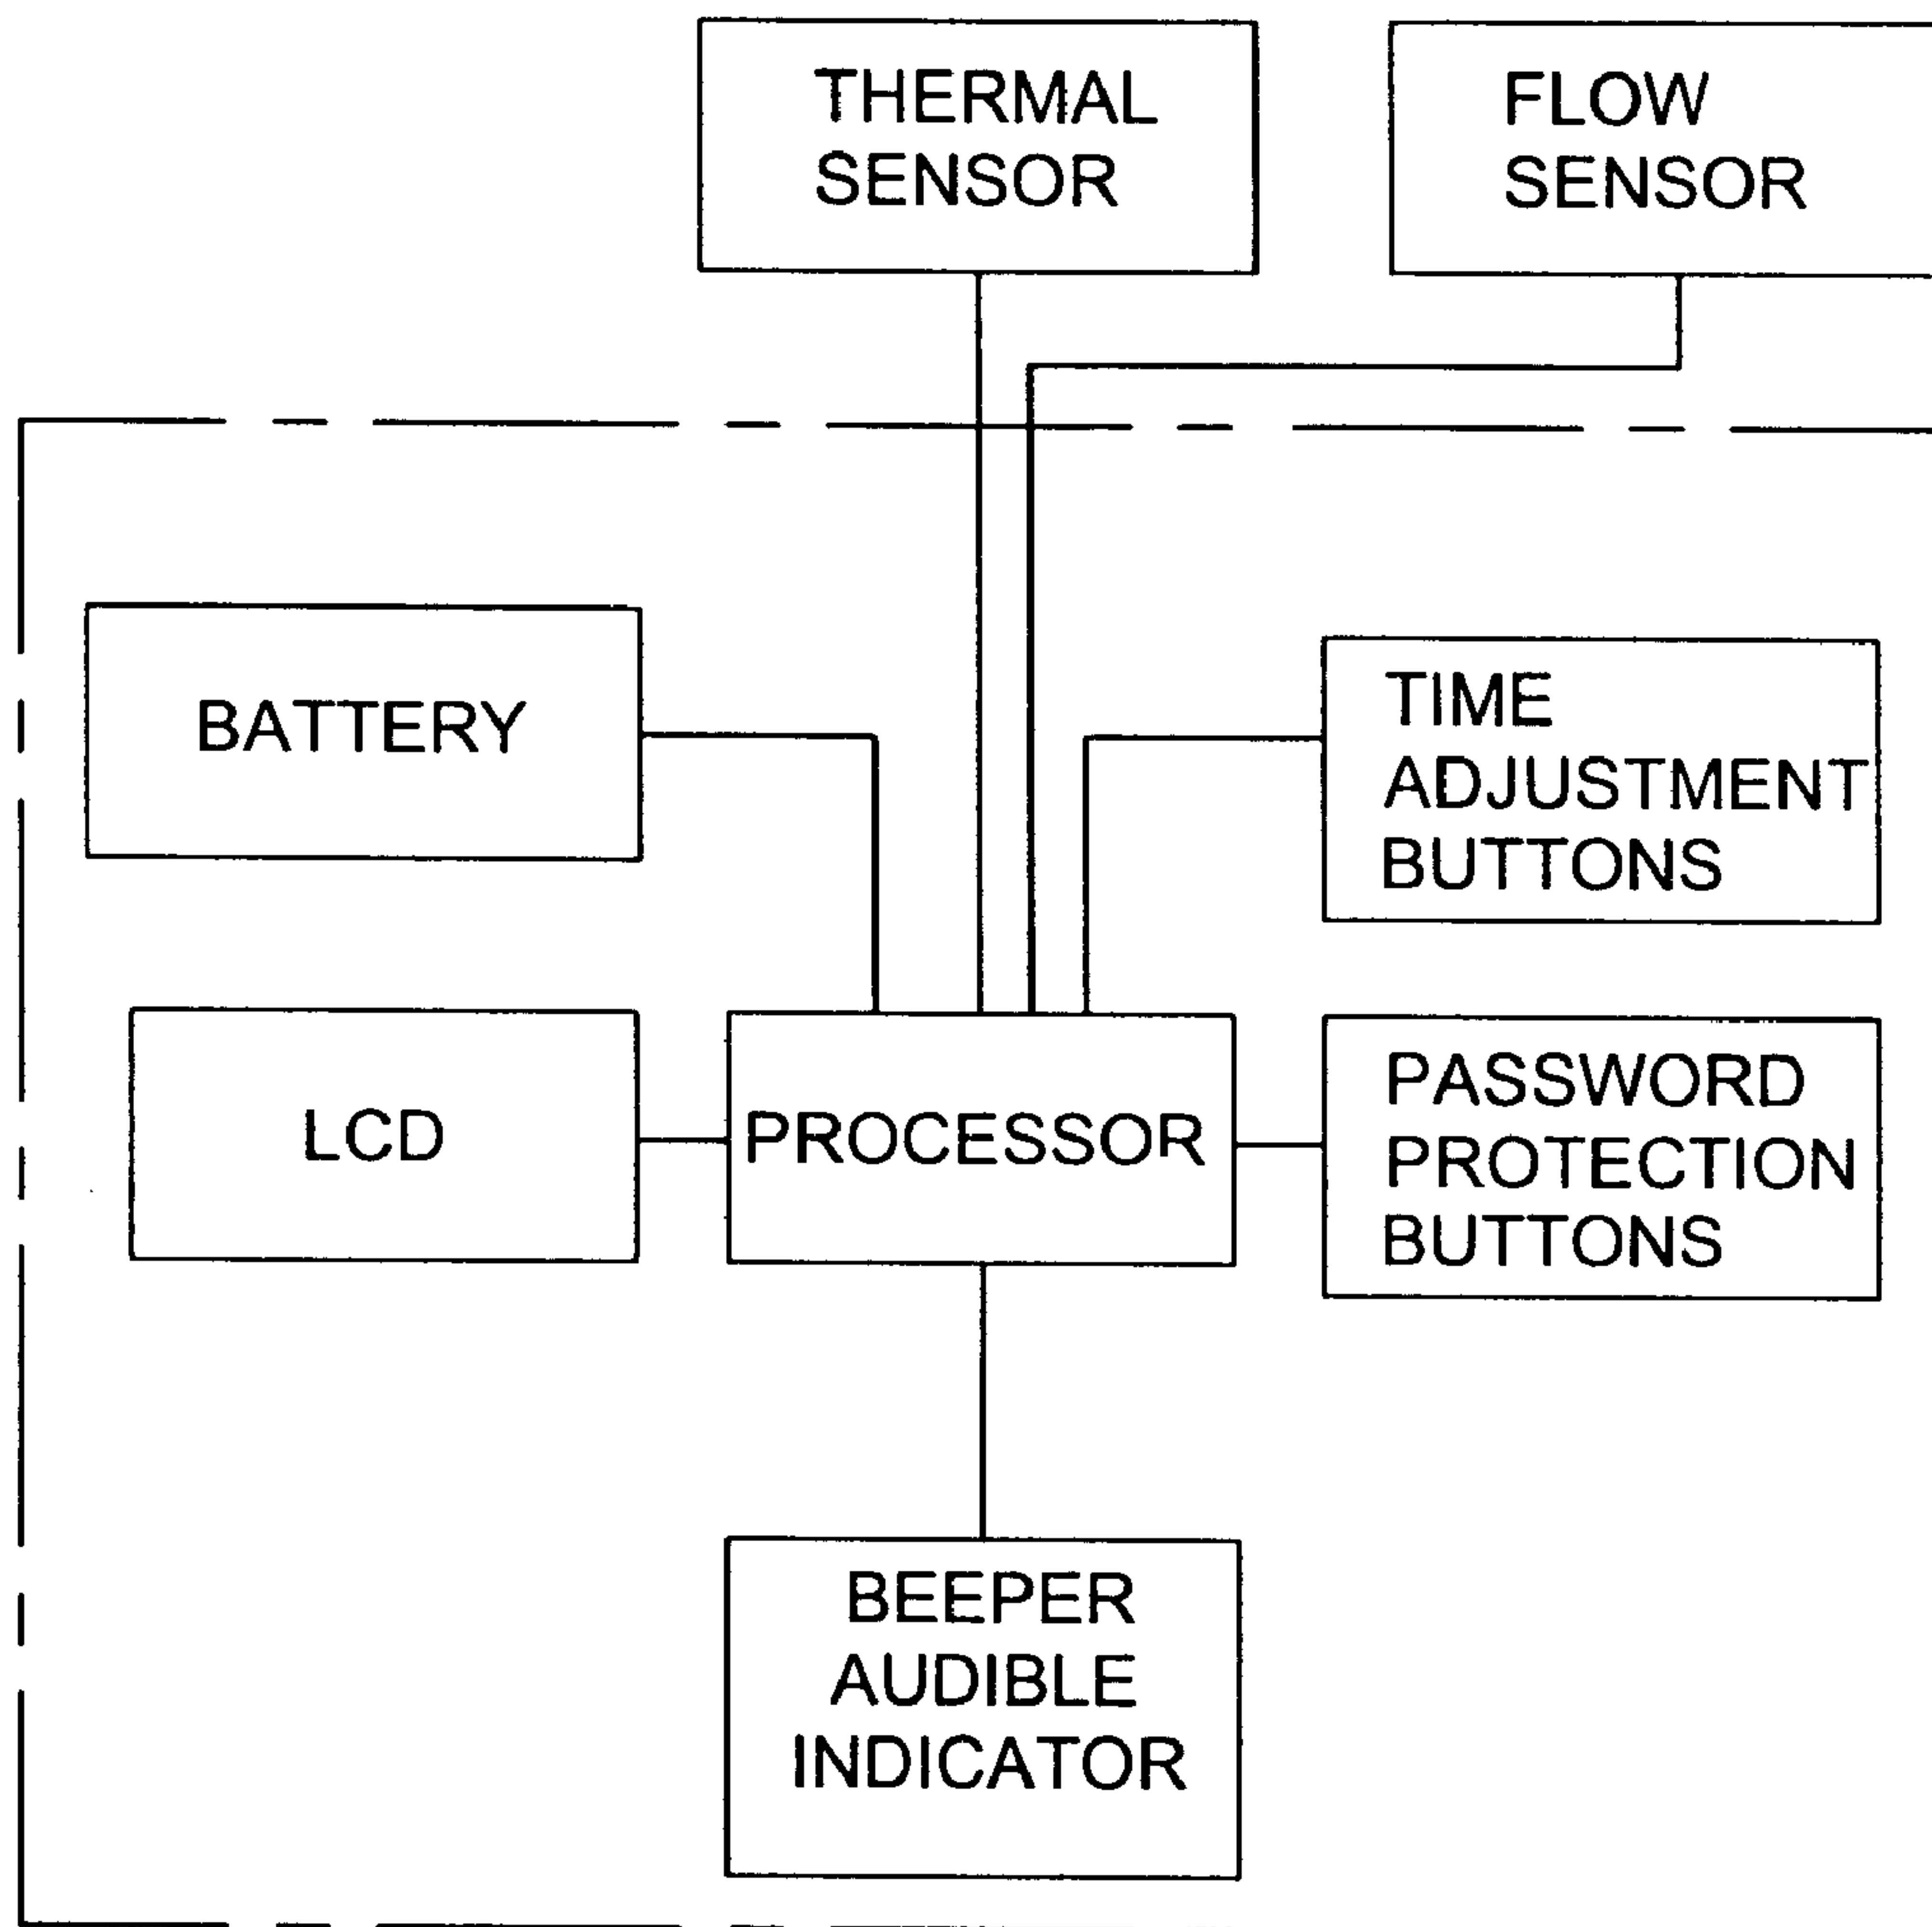 THERMAL
SENSOR
FLOW
SENSOR
BATTERY
TIME
ADJUSTMENT
BUTTONS
LCD
PROCESSOR
PASSWORD
PROTECTION
BUTTONS
BEEPER
AUDIBLE
INDICATOR